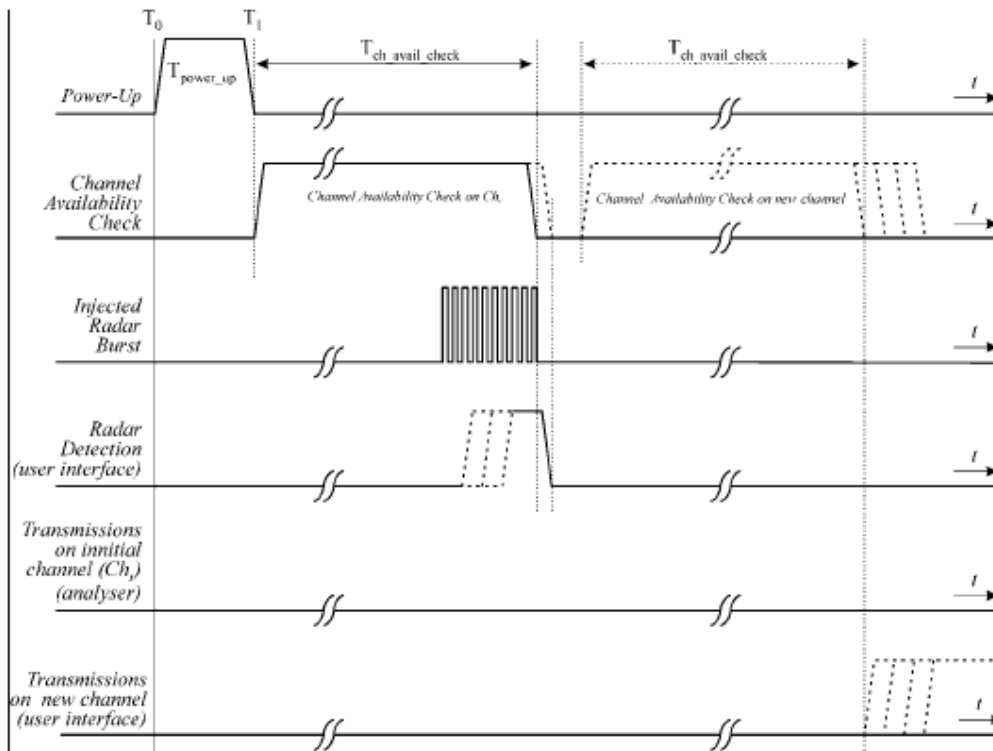 T0 T1
Tch_avail_check Tch_avail_check
Tpower_up
Power-Up
t
Channel
Availability
Check
Channel Availability Check on Chr
Channel Availability Check on new channel
t
Injected
Radar
Burst
t
Radar
Detection
(user interface)
t
Transmissions
on innitial
channel (Chr)
(analyser)
t
Transmissions
on new channel
(user interface)
t